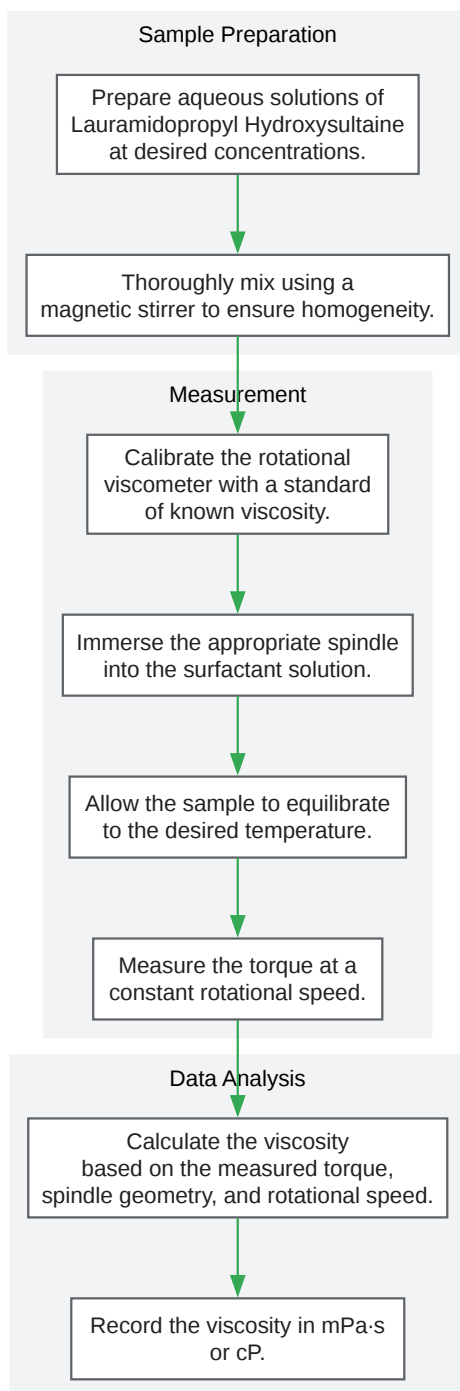 Sample Preparation
Prepare aqueous solutions of
Lauramidopropyl Hydroxysultaine
at desired concentrations.
Thoroughly mix using a
magnetic stirrer to ensure homogeneity.
Measurement
Calibrate the rotational
viscometer with a standard
of known viscosity.
Immerse the appropriate spindle
into the surfactant solution.
Allow the sample to equilibrate
to the desired temperature.
Measure the torque at a
constant rotational speed.
Data Analysis
Calculate the viscosity
based on the measured torque,
spindle geometry, and rotational speed.
Record the viscosity in mPa·s
or cP.